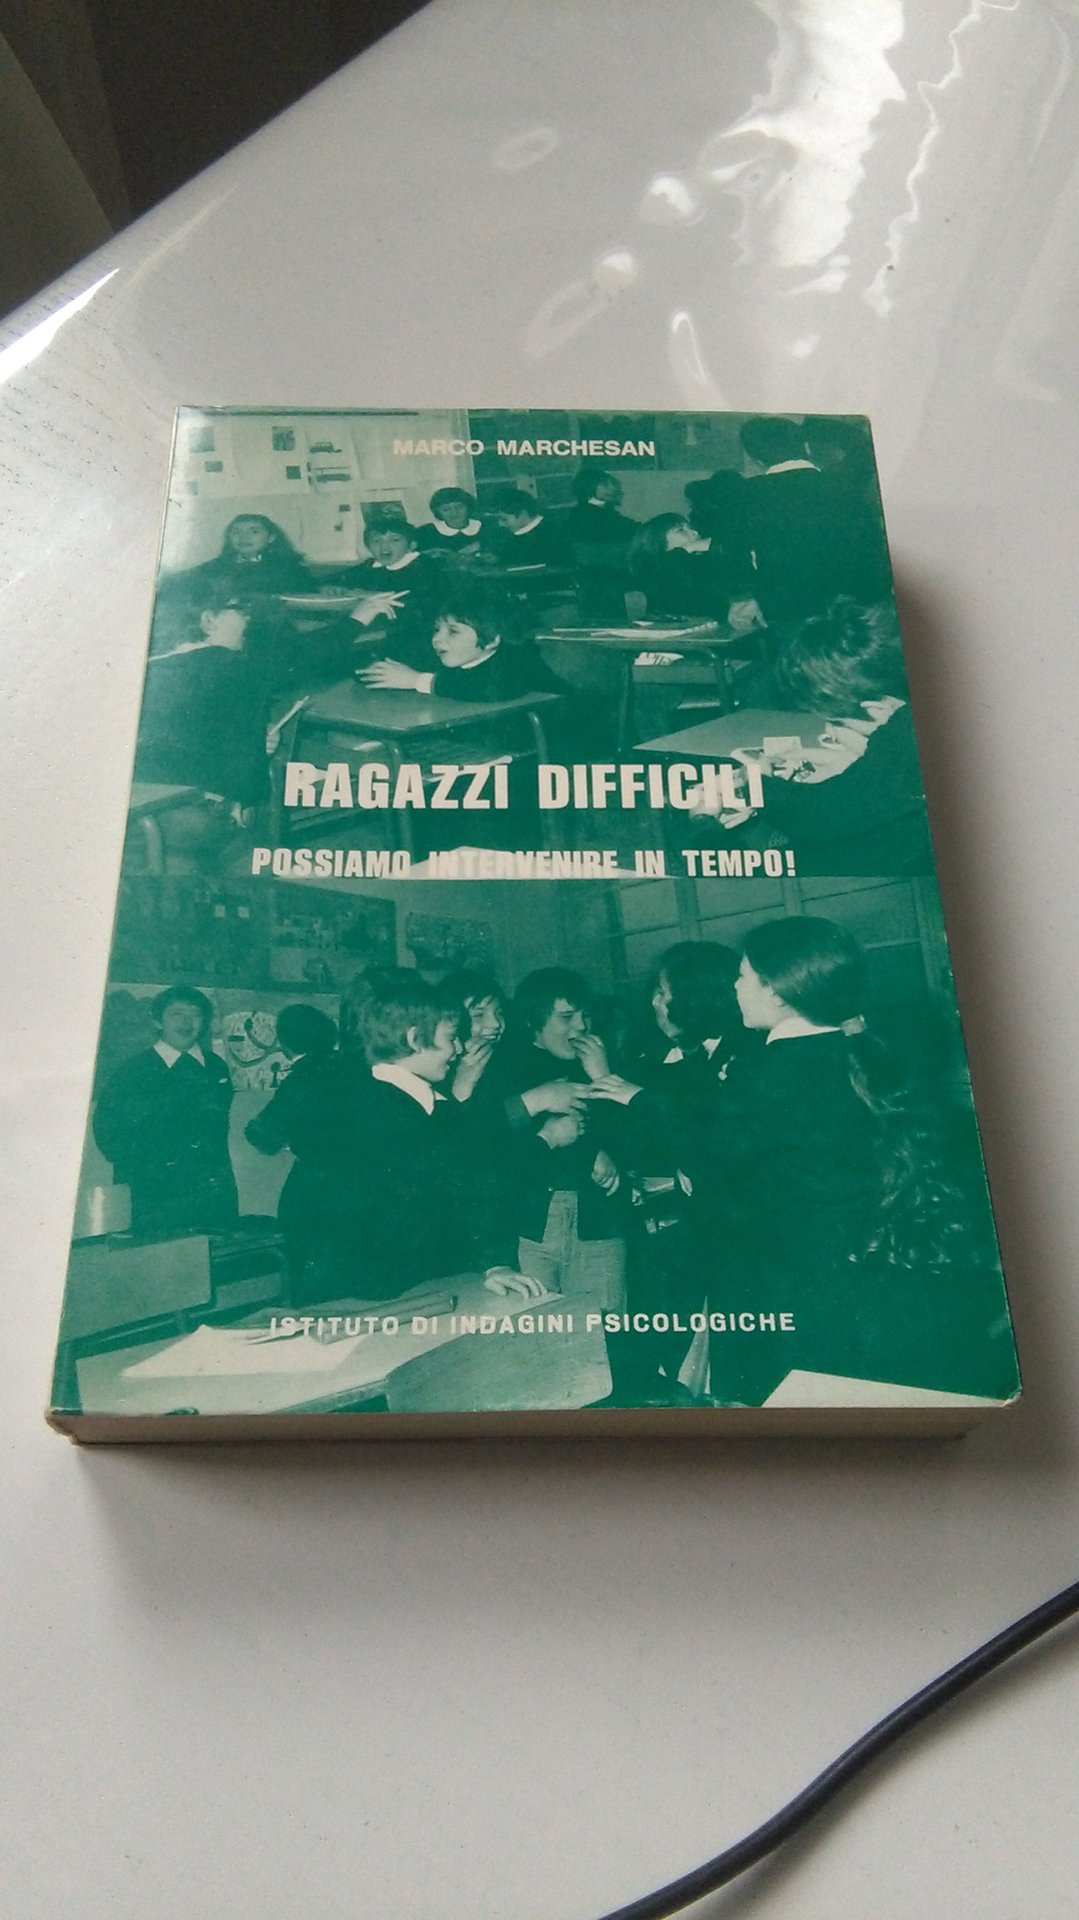 MARCO MARCHESAN
RAGAZZI DIFFICILI
POSSIAMO INTERVENIRE IN TEMPO!
ISTITUTO DI INDAGINI PSICOLOGICHE